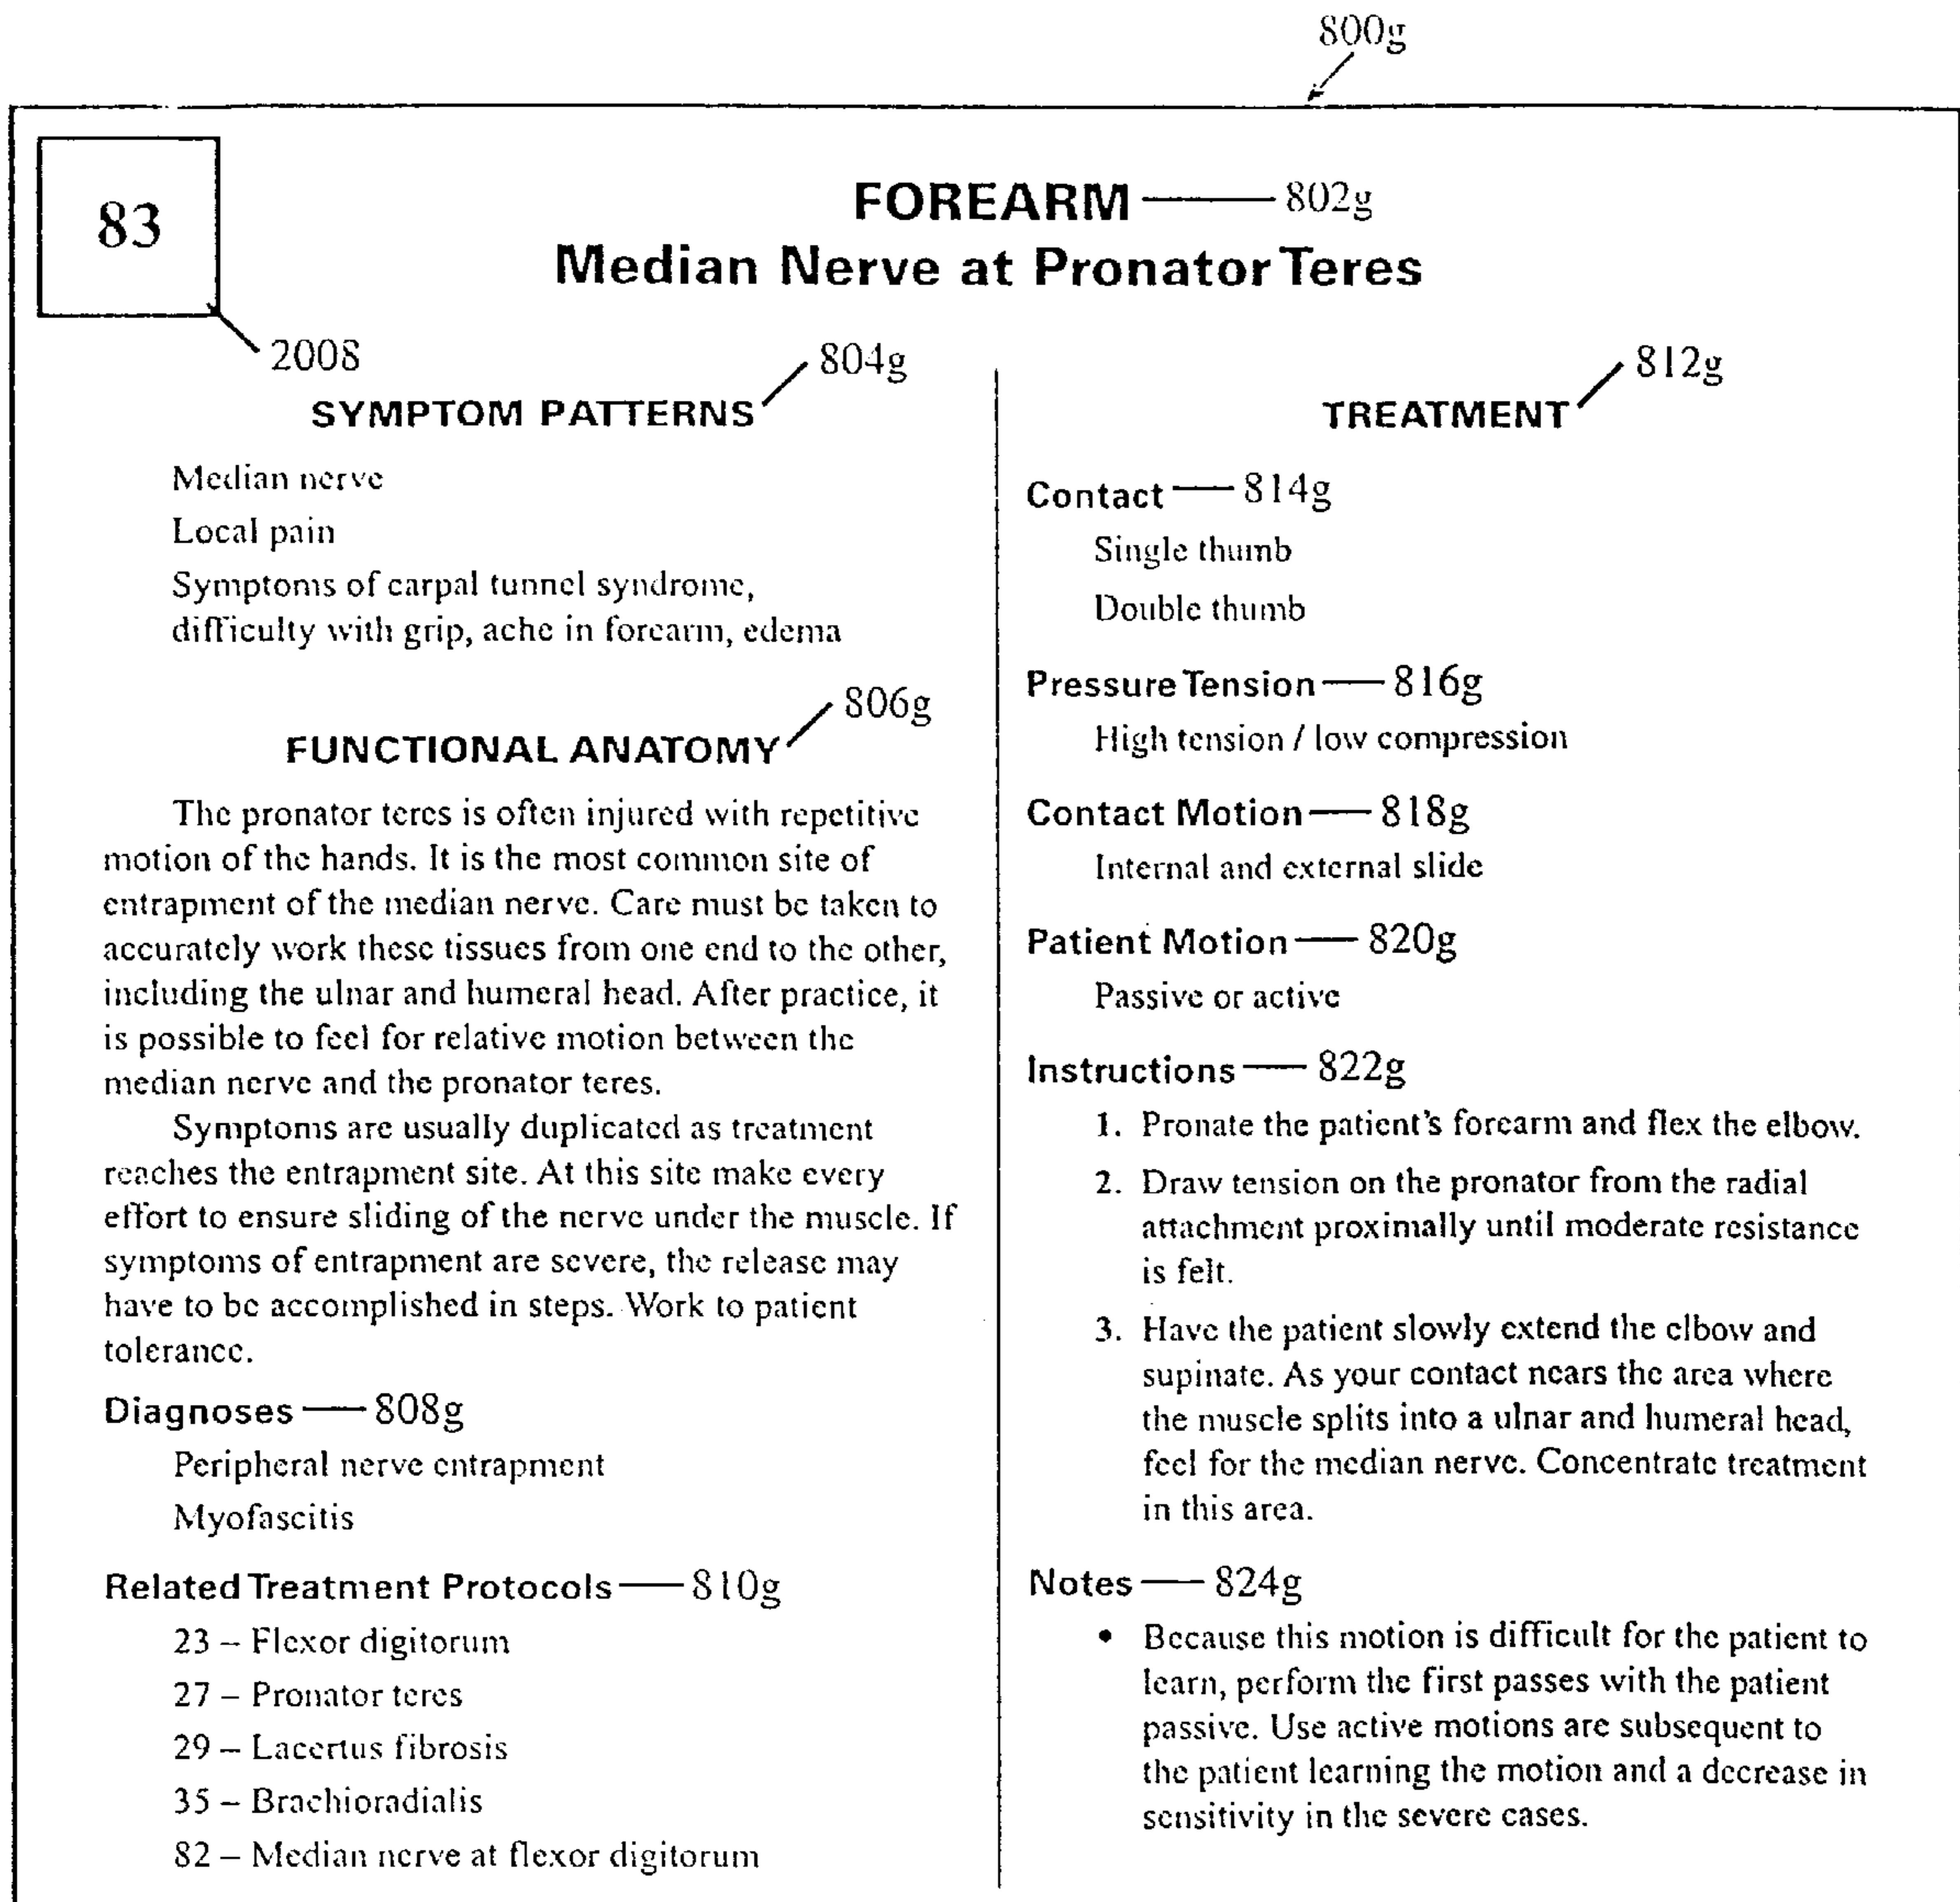 800g
83
FOREARM 802g
Median Nerve at Pronator Teres
2008
804g
SYMPTOM PATTERNS
Median nerve
Local pain
Symptoms of carpal tunnel syndrome,
difficulty with grip, ache in forearm, edema
806g
FUNCTIONAL ANATOMY
The pronator teres is often injured with repetitive
motion of the hands. It is the most common site of
entrapment of the median nerve. Care must be taken to
accurately work these tissues from one end to the other,
including the ulnar and humeral head. After practice, it
is possible to feel for relative motion between the
median nerve and the pronator teres.
Symptoms are usually duplicated as treatment
reaches the entrapment site. At this site make every
effort to ensure sliding of the nerve under the muscle. If
symptoms of entrapment are severe, the release may
have to be accomplished in steps. Work to patient
tolerance.
Diagnoses 808g
Peripheral nerve entrapment
Myofascitis
Related Treatment Protocols 810g
23 – Flexor digitorum
27 – Pronator teres
29 – Lacertus fibrosis
35 – Brachioradialis
82 – Median nerve at flexor digitorum
812g
TREATMENT
Contact 814g
Single thumb
Double thumb
Pressure Tension 816g
High tension / low compression
Contact Motion 818g
Internal and external slide
Patient Motion 820g
Passive or active
Instructions 822g
1. Pronate the patient's forearm and flex the elbow.
2. Draw tension on the pronator from the radial
attachment proximally until moderate resistance
is felt.
3. Have the patient slowly extend the elbow and
supinate. As your contact nears the area where
the muscle splits into a ulnar and humeral head,
feel for the median nerve. Concentrate treatment
in this area.
Notes 824g
• Because this motion is difficult for the patient to
learn, perform the first passes with the patient
passive. Use active motions are subsequent to
the patient learning the motion and a decrease in
sensitivity in the severe cases.